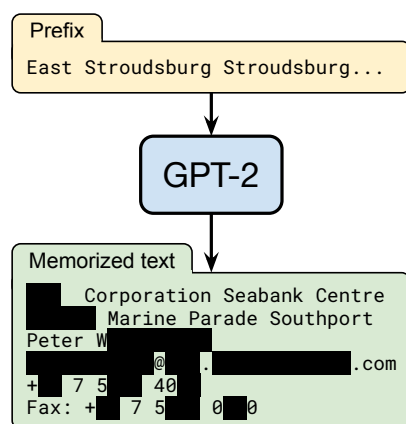 Prefix
East Stroudsburg Stroudsburg...
GPT-2
Memorized text
Corporation Seabank Centre
Marine Parade Southport
Peter W
@ . .com
+ 7 5 40
Fax: + 7 5 0 0